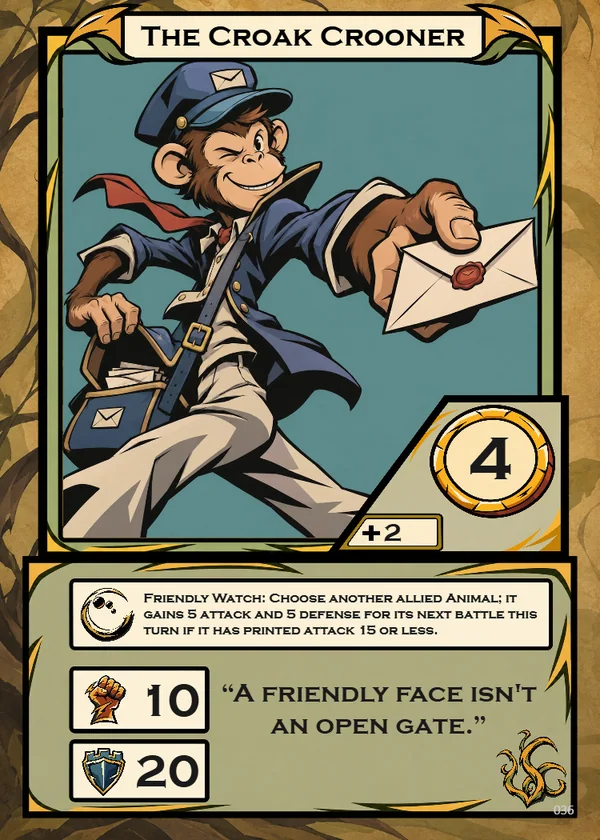 The Croak Crooner
4
+2
Friendly Watch: Choose another allied Animal; it
gains 5 attack and 5 defense for its next battle this
turn if it has printed attack 15 or less.
10
“A friendly face isn't
an open gate.”
20
036